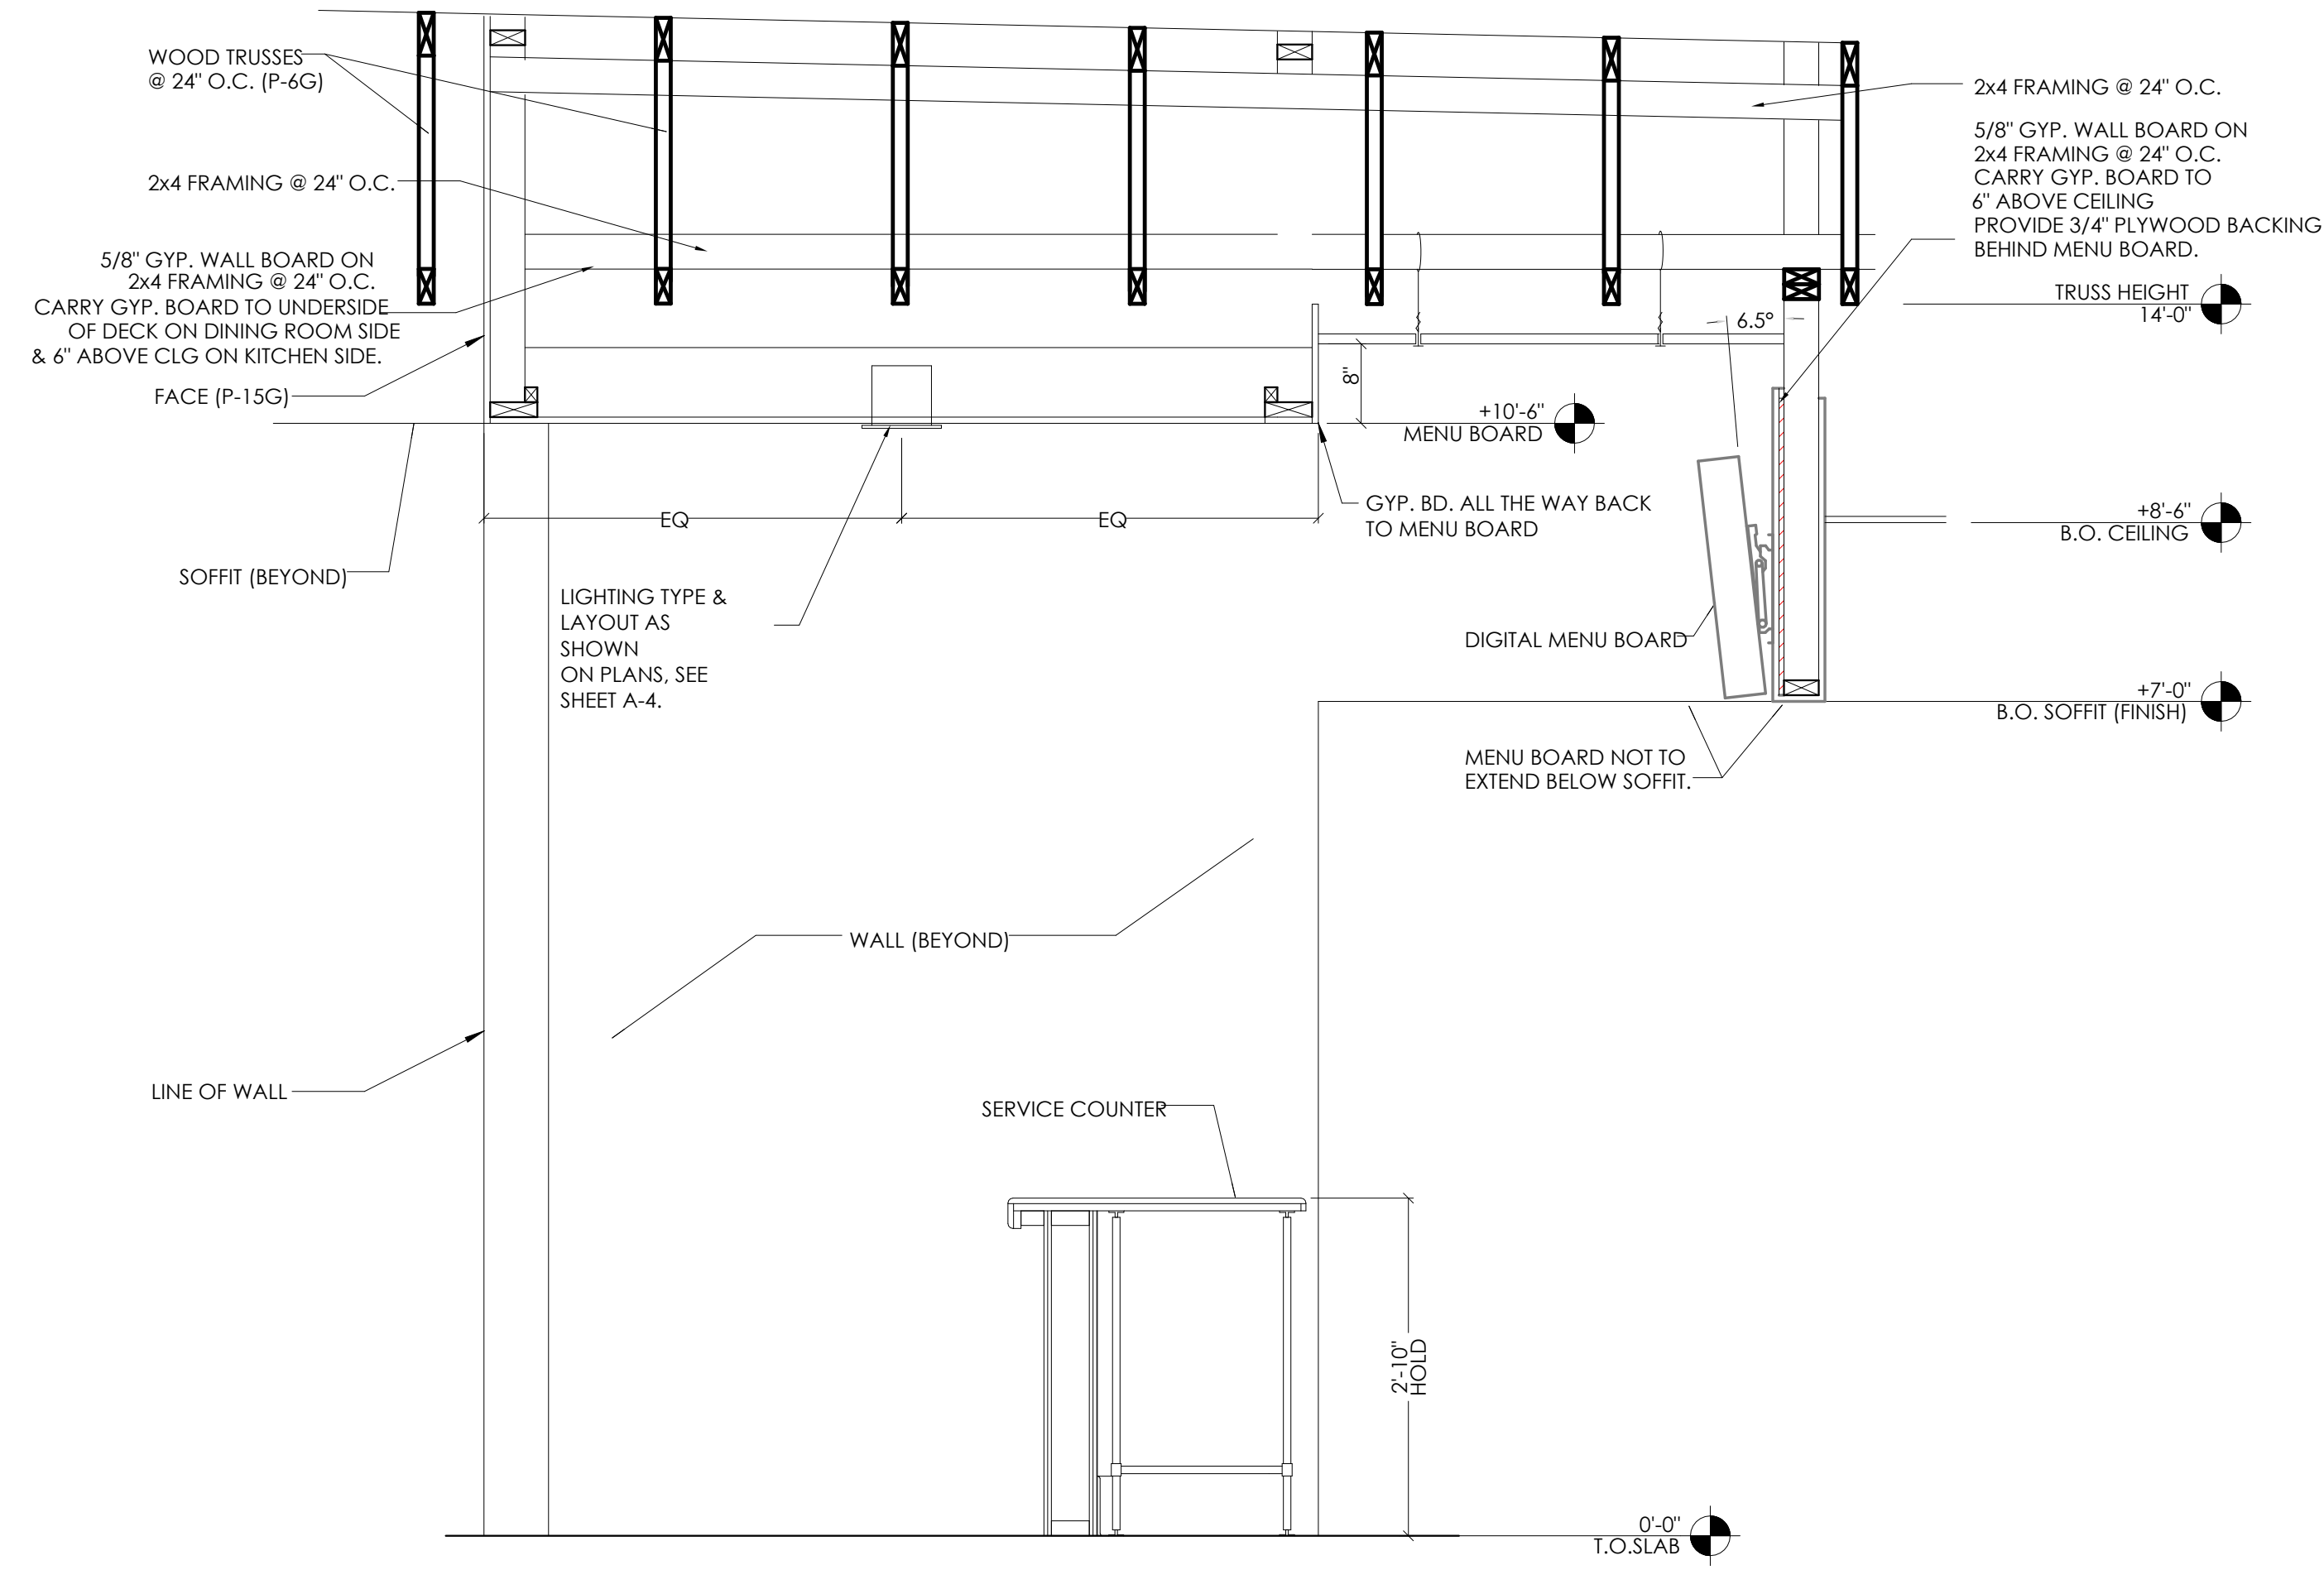 WOOD TRUSSES
@ 24" O.C. (P-6G)
2x4 FRAMING @ 24" O.C.
5/8" GYP. WALL BOARD ON
2x4 FRAMING @ 24" O.C.
CARRY GYP. BOARD TO UNDERSIDE
OF DECK ON DINING ROOM SIDE
& 6" ABOVE CLG ON KITCHEN SIDE.
FACE (P-15G)
SOFFIT (BEYOND)
2x4 FRAMING @ 24" O.C.
5/8" GYP. WALL BOARD ON
2x4 FRAMING @ 24" O.C.
CARRY GYP. BOARD TO
6" ABOVE CEILING
PROVIDE 3/4" PLYWOOD BACKING
BEHIND MENU BOARD.
TRUSS HEIGHT
14'-0"
6.5°
8"
+10'-6"
MENU BOARD
EQ
EQ
GYP. BD. ALL THE WAY BACK
TO MENU BOARD
+8'-6"
B.O. CEILING
LIGHTING TYPE &
LAYOUT AS
SHOWN
ON PLANS, SEE
SHEET A-4.
DIGITAL MENU BOARD
+7'-0"
B.O. SOFFIT (FINISH)
MENU BOARD NOT TO
EXTEND BELOW SOFFIT.
WALL (BEYOND)
LINE OF WALL
SERVICE COUNTER
2'-10"
HOLD
0'-0"
T.O.SLAB